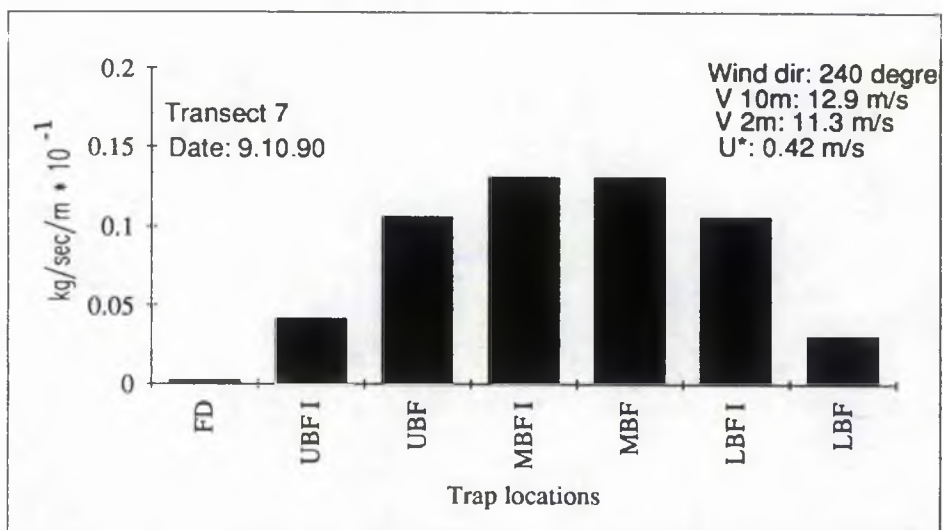 kg/sec/m * 10 -1
0.2
0.15
0.1
0.05
0
Transect 7
Date: 9.10.90
Wind dir: 240 degre
V 10m: 12.9 m/s
V 2m: 11.3 m/s
U*: 0.42 m/s
FD
UBF I
UBF
MBF I
MBF
LBF I
LBF
Trap locations